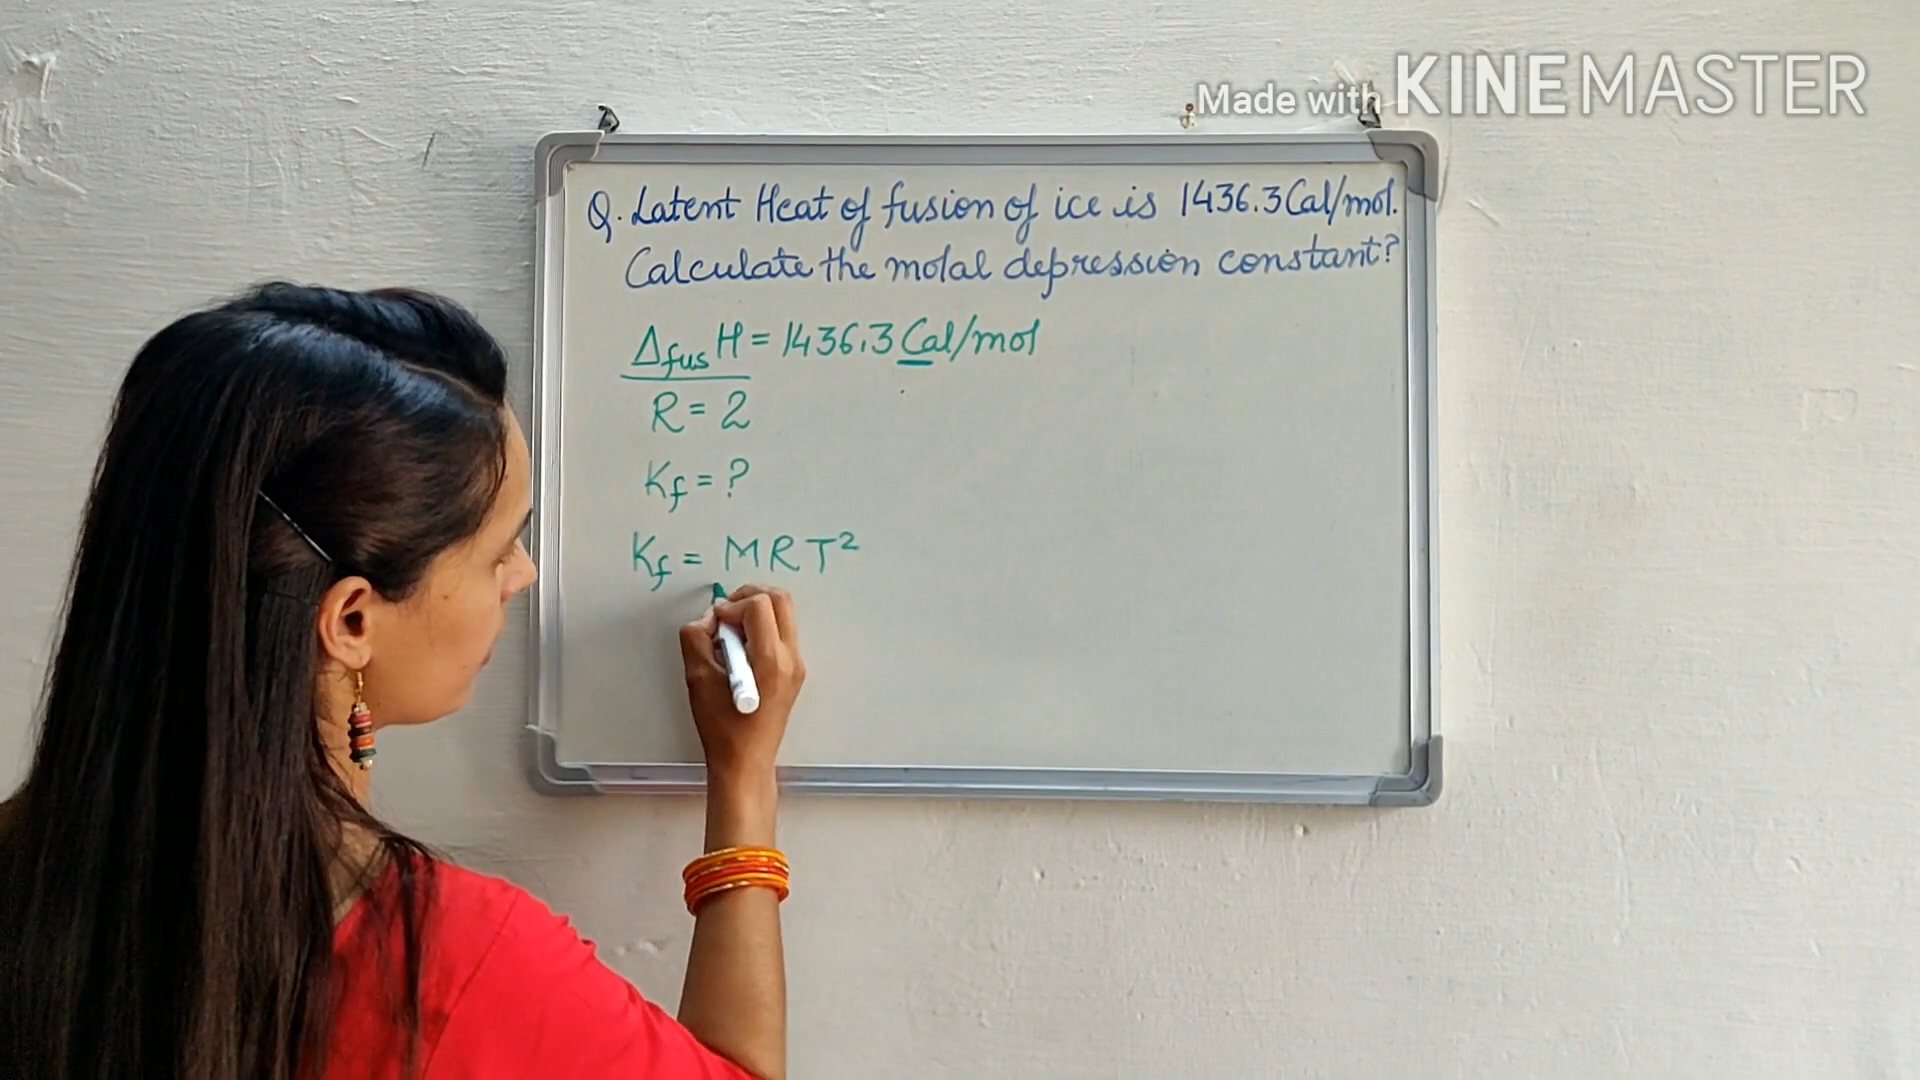 Made with KINEMASTER
Q. Latent Heat of fusion of ice is 1436.3 Cal/mol.
Calculate the molal depression constant?
ΔfusH = 1436.3 Cal/mol
R = 2
Kf = ?
Kf = MRT²